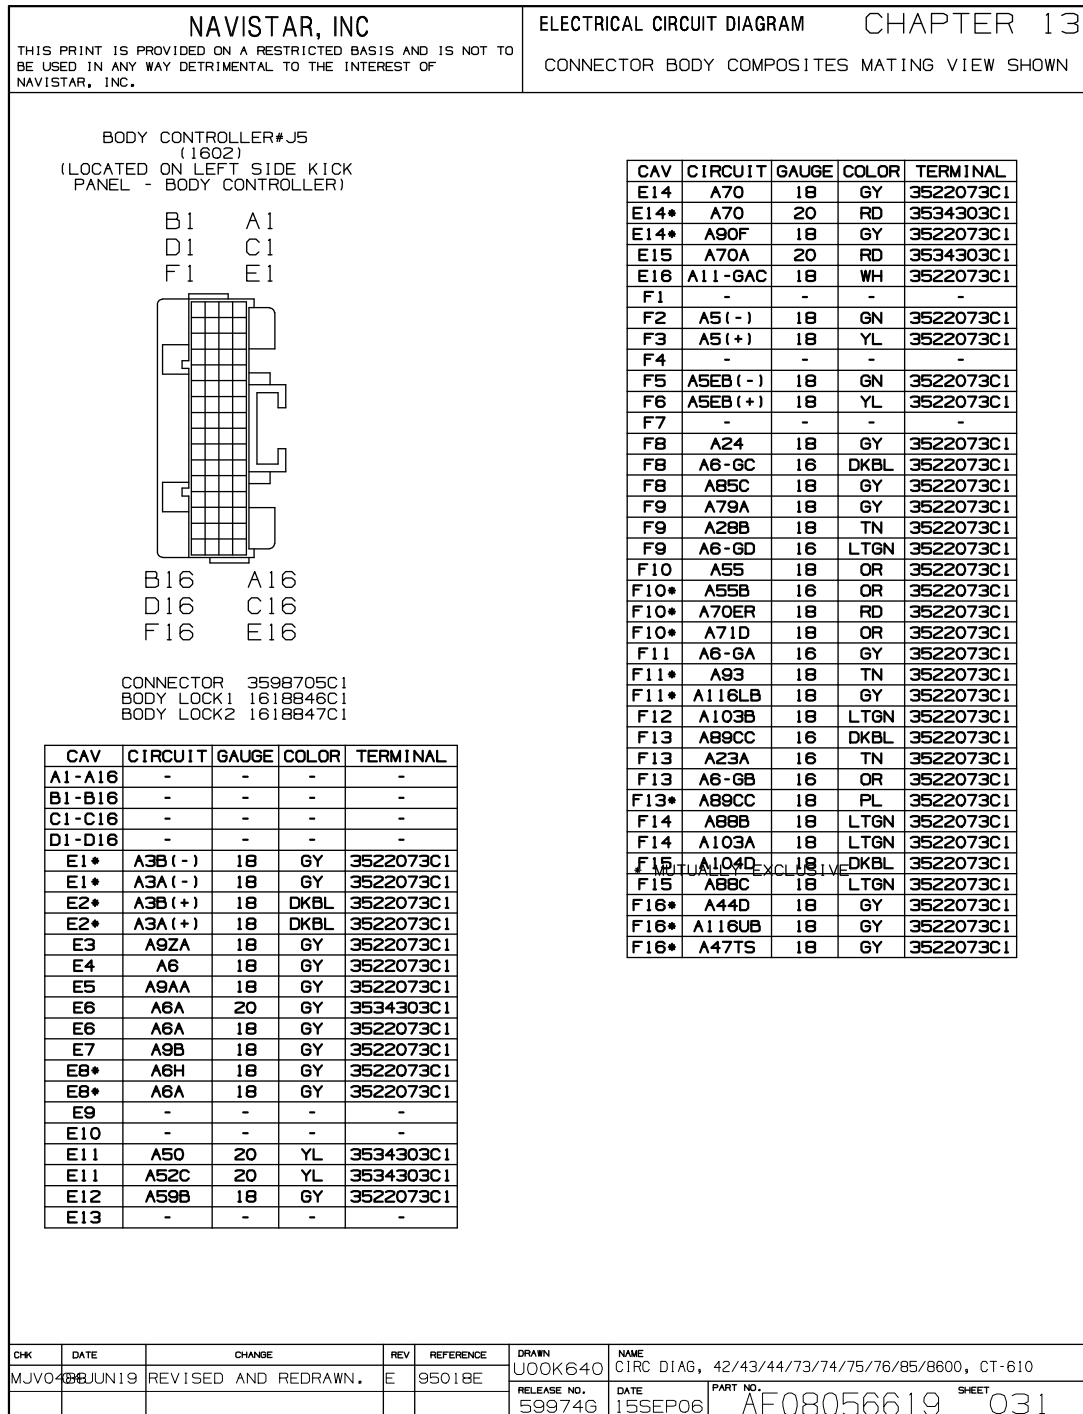 NAVISTAR, INC
THIS PRINT IS PROVIDED ON A RESTRICTED BASIS AND IS NOT TO
BE USED IN ANY WAY DETRIMENTAL TO THE INTEREST OF
NAVISTAR, INC.
ELECTRICAL CIRCUIT DIAGRAM CHAPTER 13
CONNECTOR BODY COMPOSITES MATING VIEW SHOWN
BODY CONTROLLER#J5
(1602)
(LOCATED ON LEFT SIDE KICK
PANEL - BODY CONTROLLER)
B1 A1
D1 C1
F1 E1
B16 A16
D16 C16
F16 E16
CONNECTOR 3598705C1
BODY LOCK1 1618846C1
BODY LOCK2 1618847C1
CAV CIRCUIT GAUGE COLOR TERMINAL
A1-A16 - - - -
B1-B16 - - - -
C1-C16 - - - -
D1-D16 - - - -
E1* A3B(-) 18 GY 3522073C1
E1* A3A(-) 18 GY 3522073C1
E2* A3B(+) 18 DKBL 3522073C1
E2* A3A(+) 18 DKBL 3522073C1
E3 A9ZA 18 GY 3522073C1
E4 A6 18 GY 3522073C1
E5 A9AA 18 GY 3522073C1
E6 A6A 20 GY 3534303C1
E6 A6A 18 GY 3522073C1
E7 A9B 18 GY 3522073C1
E8* A6H 18 GY 3522073C1
E8* A6A 18 GY 3522073C1
E9 - - - -
E10 - - - -
E11 A50 20 YL 3534303C1
E11 A52C 20 YL 3534303C1
E12 A59B 18 GY 3522073C1
E13 - - - -
CAV CIRCUIT GAUGE COLOR TERMINAL
E14 A70 18 GY 3522073C1
E14* A70 20 RD 3534303C1
E14* A90F 18 GY 3522073C1
E15 A70A 20 RD 3534303C1
E16 A11-GAC 18 WH 3522073C1
F1 - - - -
F2 A5(-) 18 GN 3522073C1
F3 A5(+) 18 YL 3522073C1
F4 - - - -
F5 A5EB(-) 18 GN 3522073C1
F6 A5EB(+) 18 YL 3522073C1
F7 - - - -
F8 A24 18 GY 3522073C1
F8 A6-GC 16 DKBL 3522073C1
F8 A85C 18 GY 3522073C1
F9 A79A 18 GY 3522073C1
F9 A28B 18 TN 3522073C1
F9 A6-GD 16 LTGN 3522073C1
F10 A55 18 OR 3522073C1
F10* A55B 16 OR 3522073C1
F10* A70ER 18 RD 3522073C1
F10* A71D 18 OR 3522073C1
F11 A6-GA 16 GY 3522073C1
F11* A93 18 TN 3522073C1
F11* A116LB 18 GY 3522073C1
F12 A103B 18 LTGN 3522073C1
F13 A89CC 16 DKBL 3522073C1
F13 A23A 16 TN 3522073C1
F13 A6-GB 16 OR 3522073C1
F13* A89CC 18 PL 3522073C1
F14 A88B 18 LTGN 3522073C1
F14 A103A 18 LTGN 3522073C1
F15 A104D 18 DKBL 3522073C1
* MUTUALLY EXCLUSIVE
F15 A88C 18 LTGN 3522073C1
F16* A44D 18 GY 3522073C1
F16* A116UB 18 GY 3522073C1
F16* A47TS 18 GY 3522073C1
CHK DATE CHANGE REV REFERENCE
REVISED AND REDRAWN. E 95018E
DRAWN U00K640
NAME CIRC DIAG, 42/43/44/73/74/75/76/85/8600, CT-610
RELEASE NO. 59974G
DATE 15SEP06
PART NO. AF08056619
SHEET 031